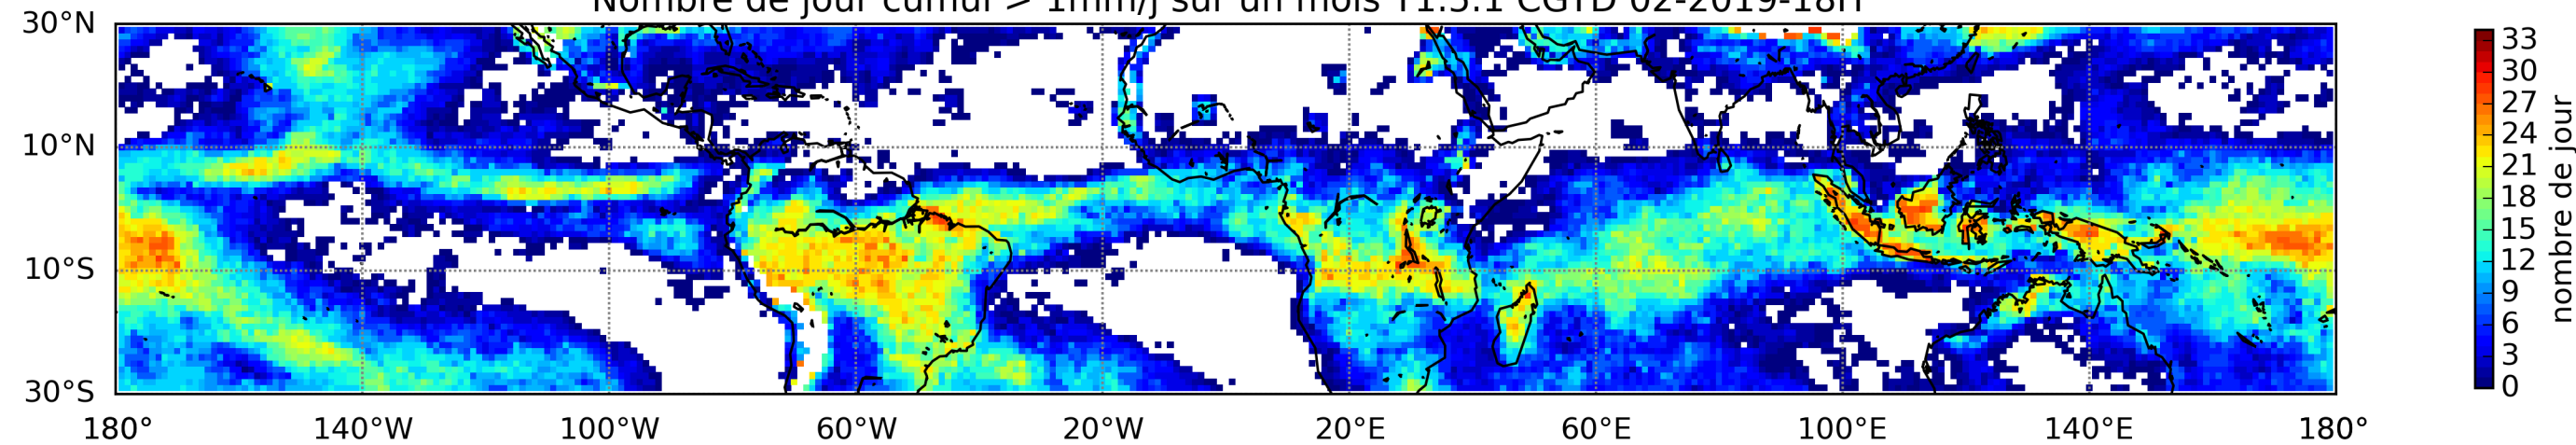 Nombre de jour cumul > 1mm/j sur un mois T1.5.1 CGTD 02-2019-18H
30°N
10°N
10°S
30°S
180° 140°W 100°W 60°W 20°W 20°E 60°E 100°E 140°E 180°
33
30
27
24
21
18
15
12
9
6
3
0
nombre de jour